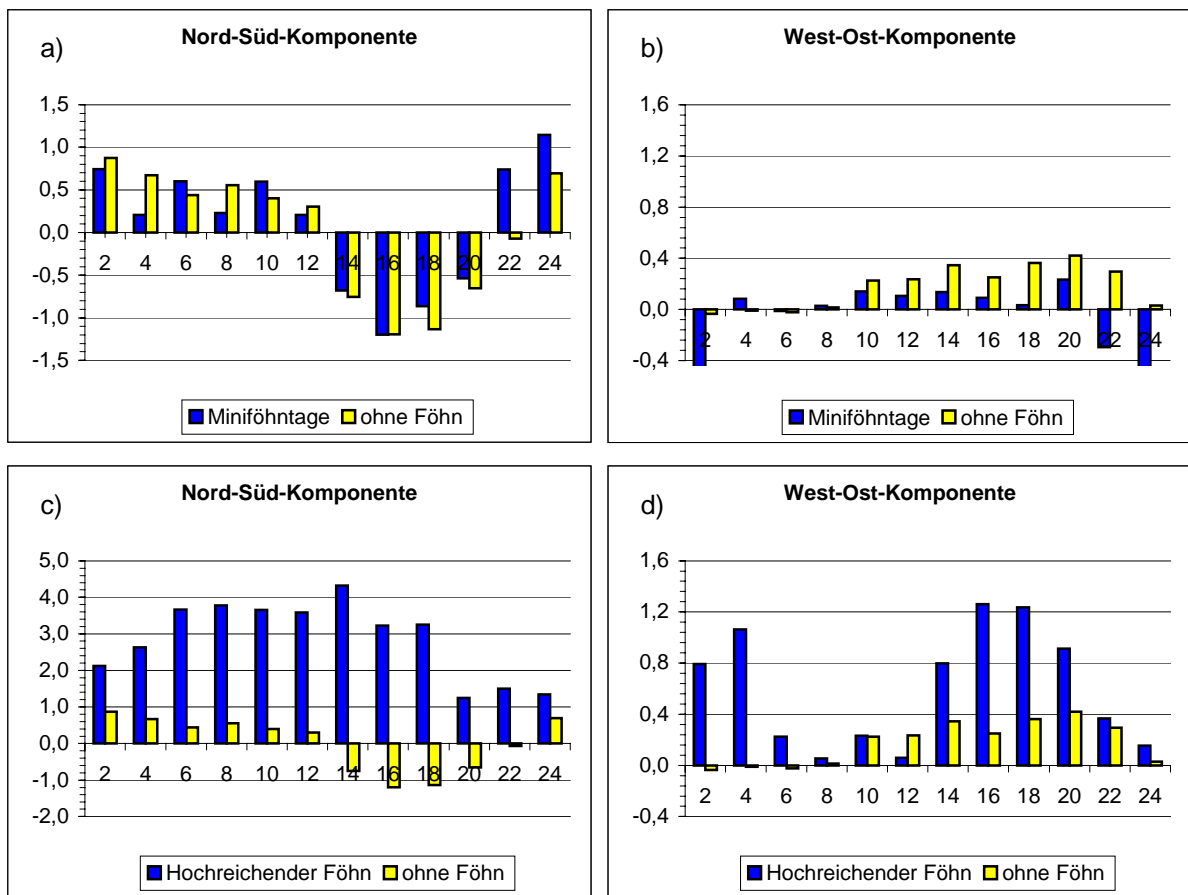 a)
Nord-Süd-Komponente
1,5
1,0
0,5
0,0
-0,5
-1,0
-1,5
2 4 6 8 10 12 14 16 18 20 22 24
Miniföhntage ohne Föhn
b)
West-Ost-Komponente
1,6
1,2
0,8
0,4
0,0
-0,4
2 4 6 8 10 12 14 16 18 20 22 24
Miniföhntage ohne Föhn
c)
Nord-Süd-Komponente
5,0
4,0
3,0
2,0
1,0
0,0
-1,0
-2,0
2 4 6 8 10 12 14 16 18 20 22 24
Hochreichender Föhn ohne Föhn
d)
West-Ost-Komponente
1,6
1,2
0,8
0,4
0,0
-0,4
2 4 6 8 10 12 14 16 18 20 22 24
Hochreichender Föhn ohne Föhn